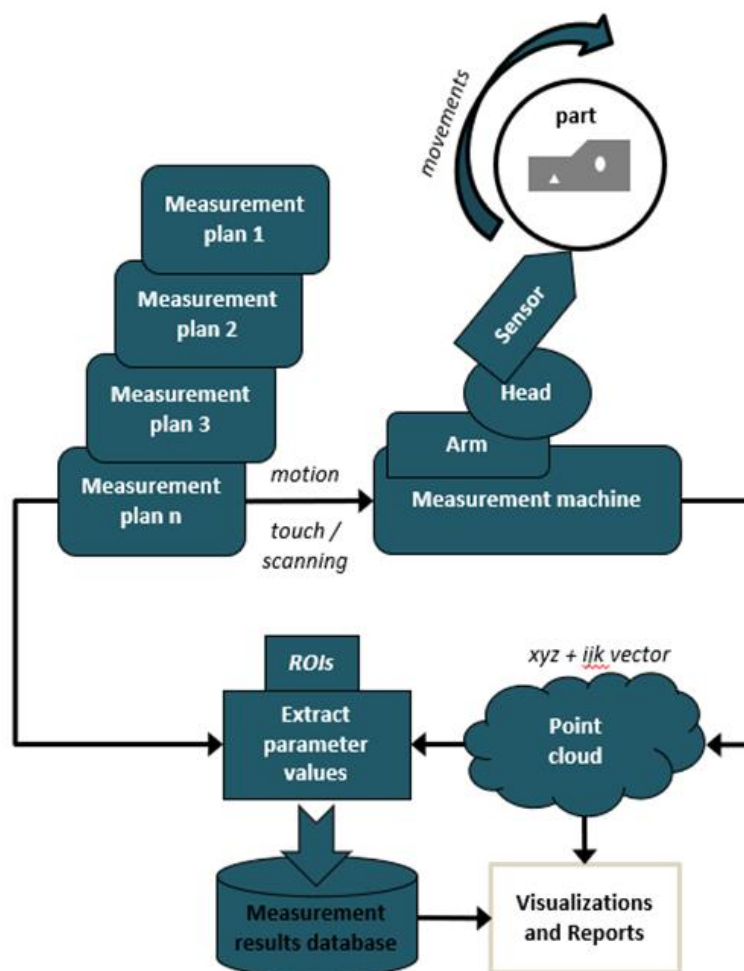 movements
part
Measurement
plan 1
Measurement
plan 2
Sensor
Measurement
plan 3
Head
Arm
Measurement
plan n
motion
touch /
scanning
Measurement machine
ROIs
Extract
parameter
values
xyz + ijk vector
Point
cloud
Measurement
results database
Visualizations
and Reports